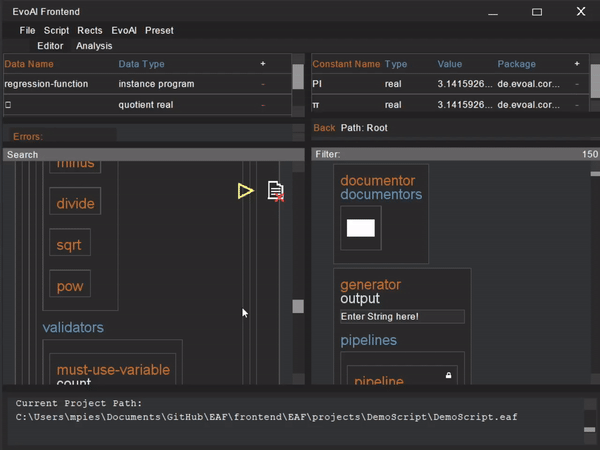 EvoAl Frontend
File Script Rects EvoAl Preset
Editor Analysis
Data Name Data Type +
regression-function instance program -
quotient real -
Constant Name Type Value Package +
PI real 3.1415926... de.evoal.cor... -
π real 3.1415926... de.evoal.cor... -
Errors:
Back Path: Root
Search
Filter: 150
minus
divide
sqrt
pow
validators
must-use-variable
count
documentor
documentors
generator
output
Enter String here!
pipelines
pipeline
Current Project Path:
C:\Users\mpies\Documents\GitHub\EAF\frontend\EAF\projects\DemoScript\DemoScript.eaf